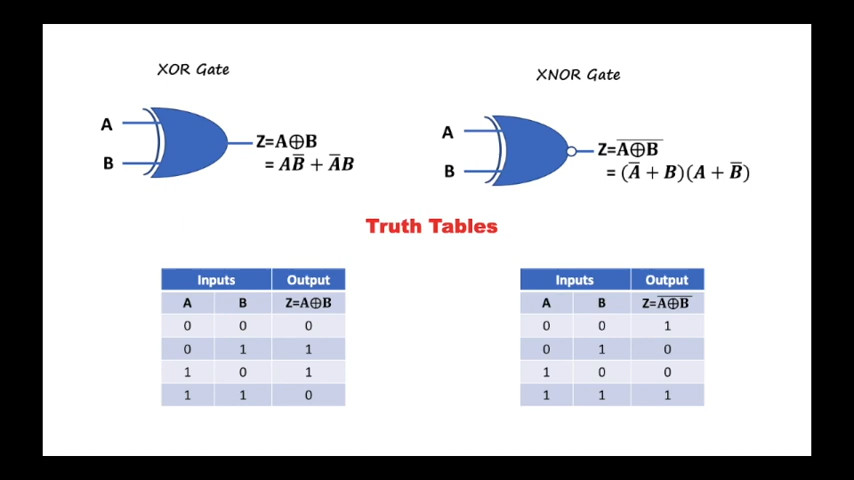 XOR Gate
A
B
Z=A⊕B
= AB̅ + A̅B
XNOR Gate
A
B
Z=A̅⊕̅B̅
= (A̅ + B)(A + B̅)
Truth Tables
Inputs Output
A B Z=A⊕B
0 0 0
0 1 1
1 0 1
1 1 0
Inputs Output
A B Z=A̅⊕̅B̅
0 0 1
0 1 0
1 0 0
1 1 1